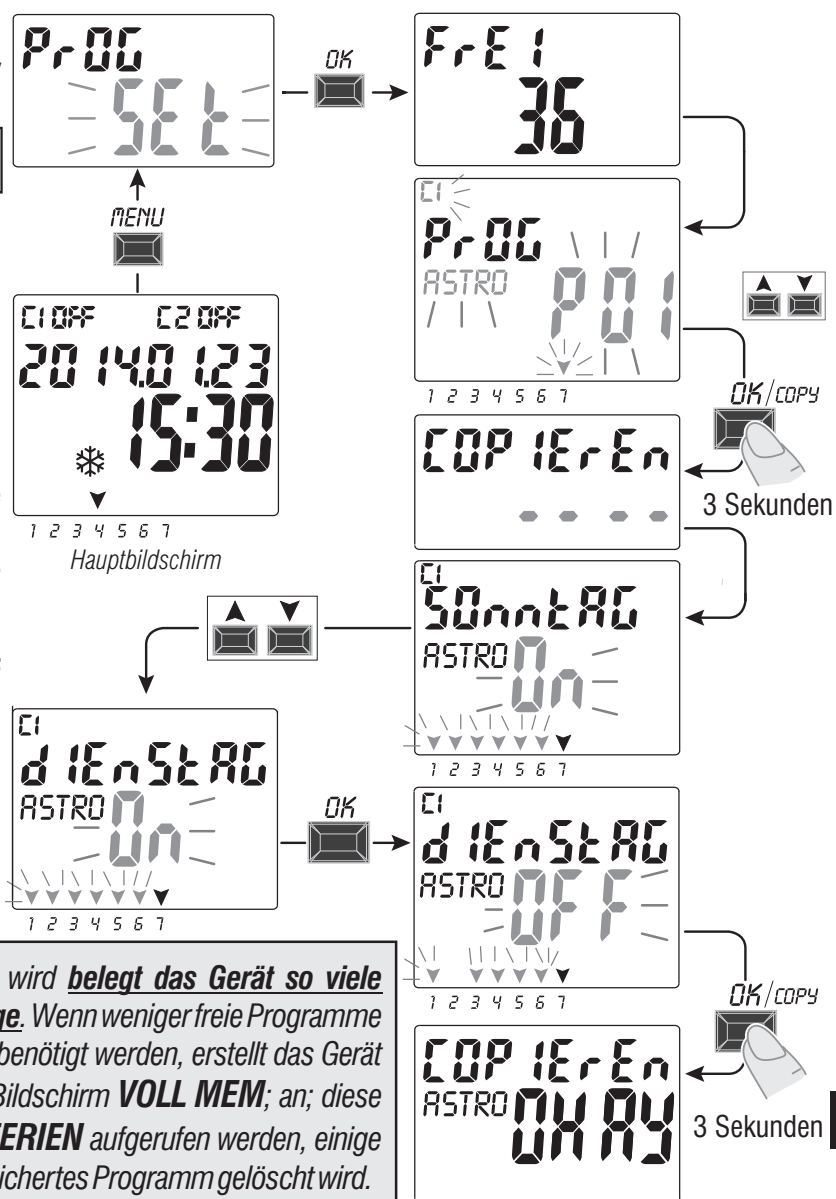 PrOG
SEt
OK
FrEI
36
MENU
C1
PrOG
ASTRO
P01
1 2 3 4 5 6 7
C1 OFF C2 OFF
2014.01.23
15:30
1 2 3 4 5 6 7
Hauptbildschirm
OK/COPY
3 Sekunden
COPIErEn
- - - -
C1
SOnntAG
ASTRO On
1 2 3 4 5 6 7
C1
dIEnStAG
ASTRO On
1 2 3 4 5 6 7
OK
C1
dIEnStAG
ASTRO OFF
1 2 3 4 5 6 7
OK/COPY
3 Sekunden
COPIErEn
ASTRO OKAY
wird belegt das Gerät so viele
ge. Wenn weniger freie Programme
benötigt werden, erstellt das Gerät
Bildschirm VOLL MEM; an; diese
FERIEN aufgerufen werden, einige
ichertes Programm gelöscht wird.